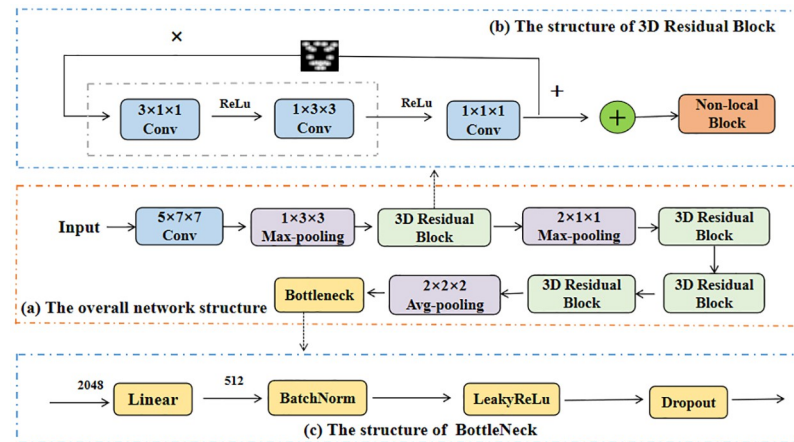 (b) The structure of 3D Residual Block
×
3×1×1
Conv
ReLu
1×3×3
Conv
ReLu
1×1×1
Conv
+
+
Non-local
Block
Input
5×7×7
Conv
1×3×3
Max-pooling
3D Residual
Block
2×1×1
Max-pooling
3D Residual
Block
3D Residual
Block
3D Residual
Block
2×2×2
Avg-pooling
Bottleneck
(a) The overall network structure
2048
Linear
512
BatchNorm
LeakyReLu
Dropout
(c) The structure of BottleNeck